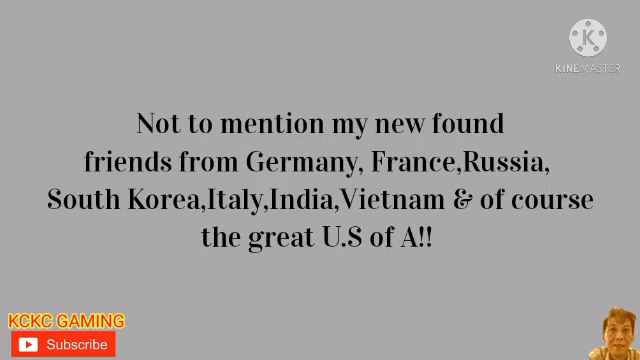 KINEMASTER
Not to mention my new found
friends from Germany, France,Russia,
South Korea,Italy,India,Vietnam & of course
the great U.S of A!!
KCKC GAMING
Subscribe